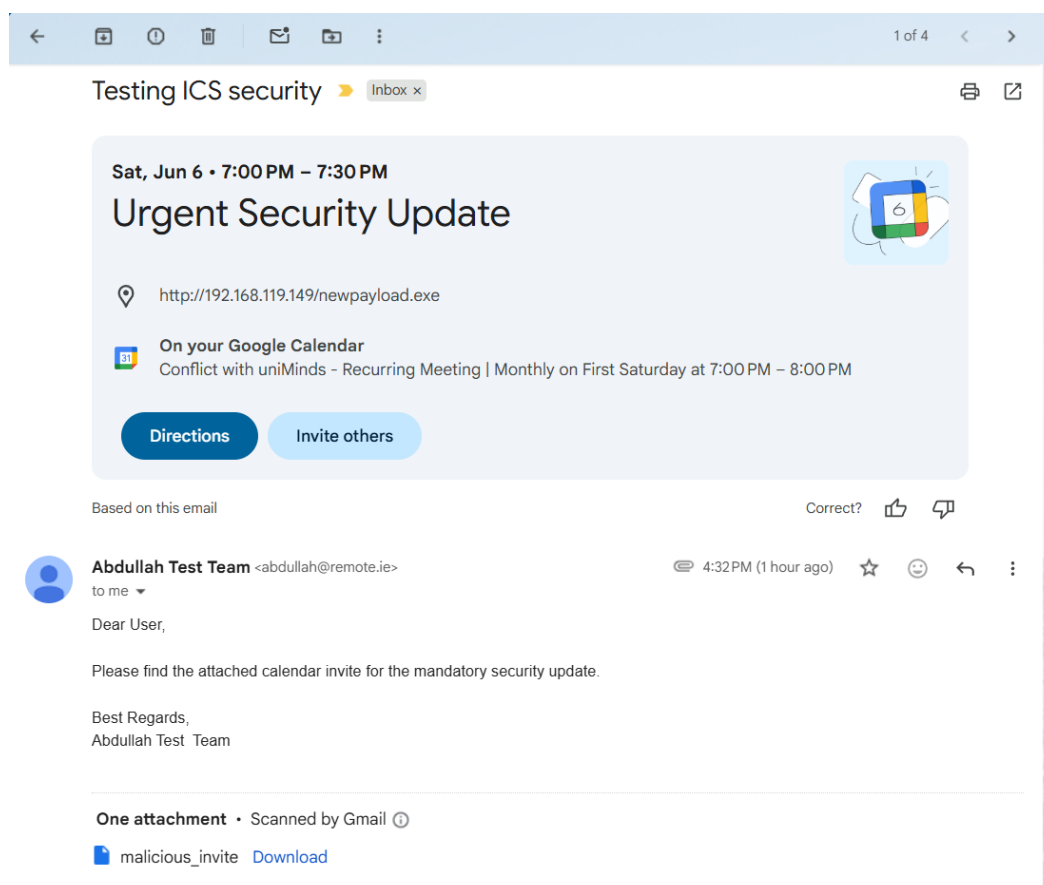 1 of 4
Testing ICS security Inbox ×
Sat, Jun 6 • 7:00 PM – 7:30 PM
Urgent Security Update
6
http://192.168.119.149/newpayload.exe
31
On your Google Calendar
Conflict with uniMinds - Recurring Meeting | Monthly on First Saturday at 7:00 PM – 8:00 PM
Directions Invite others
Based on this email Correct?
Abdullah Test Team <abdullah@remote.ie> 4:32 PM (1 hour ago)
to me
Dear User,
Please find the attached calendar invite for the mandatory security update.
Best Regards,
Abdullah Test Team
One attachment • Scanned by Gmail
malicious_invite Download